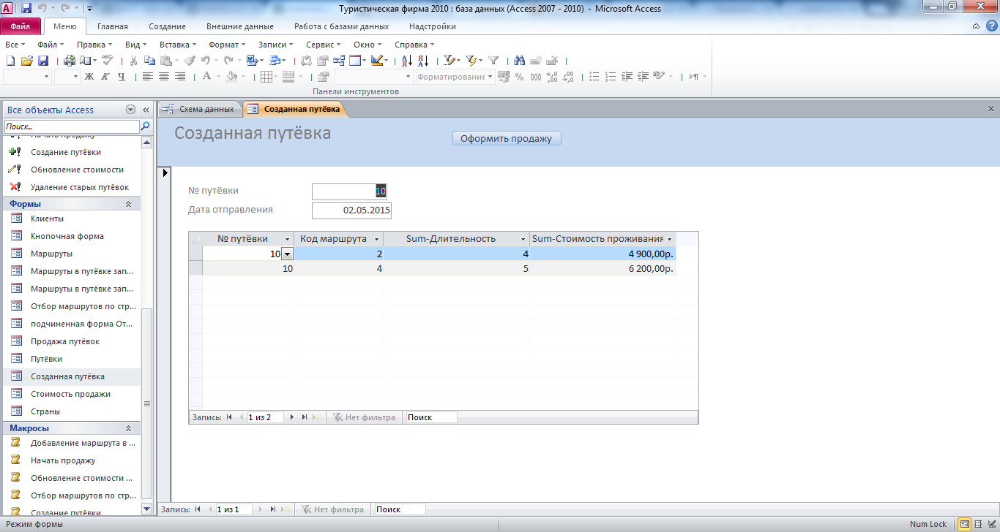 Туристическая фирма 2010 : база данных (Access 2007 - 2010) - Microsoft Access
Файл Меню Главная Создание Внешние данные Работа с базами данных Надстройки
Все Файл Правка Вид Вставка Формат Записи Сервис Окно Справка
Ж К Ч А Форматирование % 000
Панели инструментов
Все объекты Access
Схема данных Созданная путёвка
Поиск...
Начать продажу
Создание путёвки
Обновление стоимости
Удаление старых путёвок
Формы
Клиенты
Кнопочная форма
Маршруты
Маршруты в путёвке зап...
Маршруты в путёвке зап...
Отбор маршрутов по стр...
подчиненная форма От...
Продажа путёвок
Путёвки
Созданная путёвка
Стоимость продажи
Страны
Макросы
Добавление маршрута в ...
Начать продажу
Обновление стоимости ...
Отбор маршрутов по стр...
Создание путёвки
Созданная путёвка
Оформить продажу
№ путёвки 10
Дата отправления 02.05.2015
№ путёвки Код маршрута Sum-Длительность Sum-Стоимость проживания
10 2 4 4 900,00р.
10 4 5 6 200,00р.
Запись: 1 из 2 Нет фильтра Поиск
Запись: 1 из 1 Нет фильтра Поиск
Режим формы Num Lock